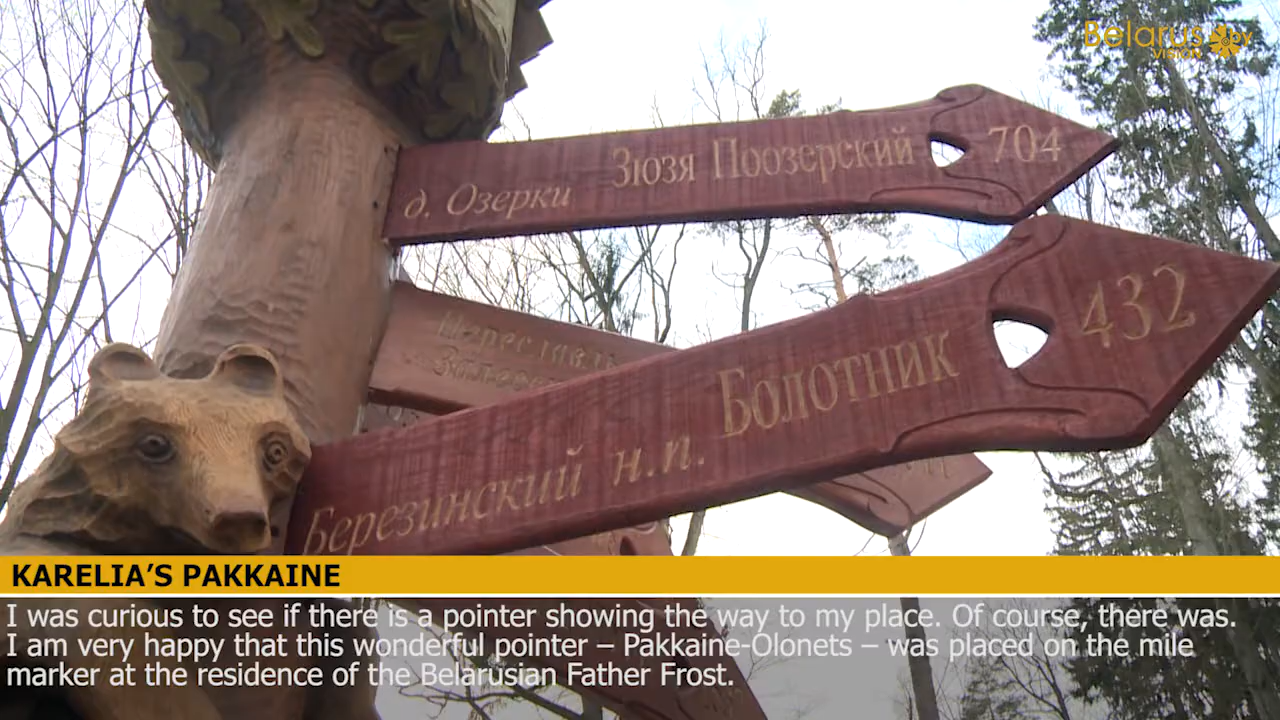 Belarus.by
VISION
д. Озерки Зюзя Поозерский 704
Березинский н.п. Болотник 432
KARELIA'S PAKKAINE
I was curious to see if there is a pointer showing the way to my place. Of course, there was.
I am very happy that this wonderful pointer – Pakkaine-Olonets – was placed on the mile
marker at the residence of the Belarusian Father Frost.